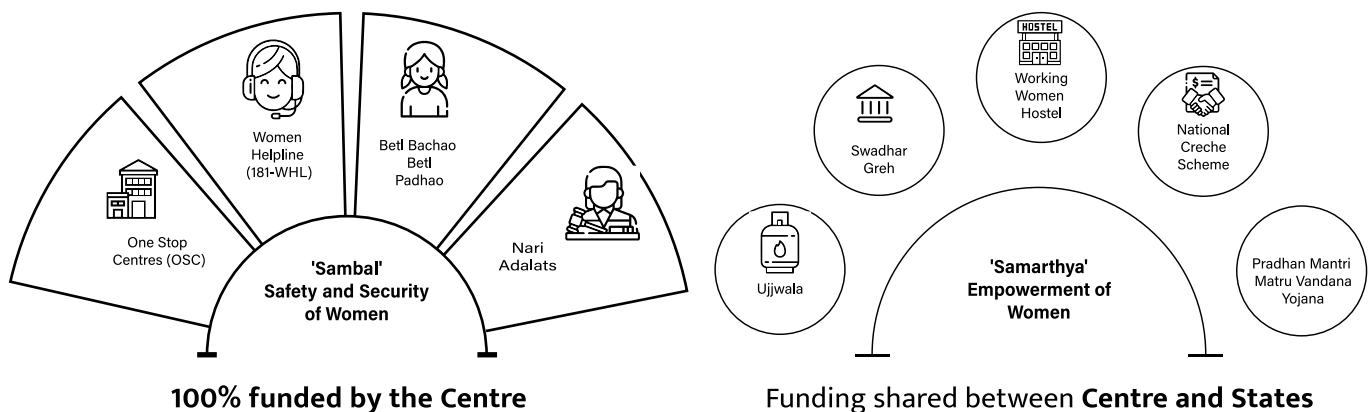 One Stop
Centres (OSC)
Women
Helpline
(181-WHL)
Betl Bachao
Betl
Padhao
Nari
Adalats
'Sambal'
Safety and Security
of Women
100% funded by the Centre
Ujjwala
Swadhar
Greh
HOSTEL
Working
Women
Hostel
$
National
Creche
Scheme
Pradhan Mantri
Matru Vandana
Yojana
'Samarthya'
Empowerment of
Women
Funding shared between Centre and States